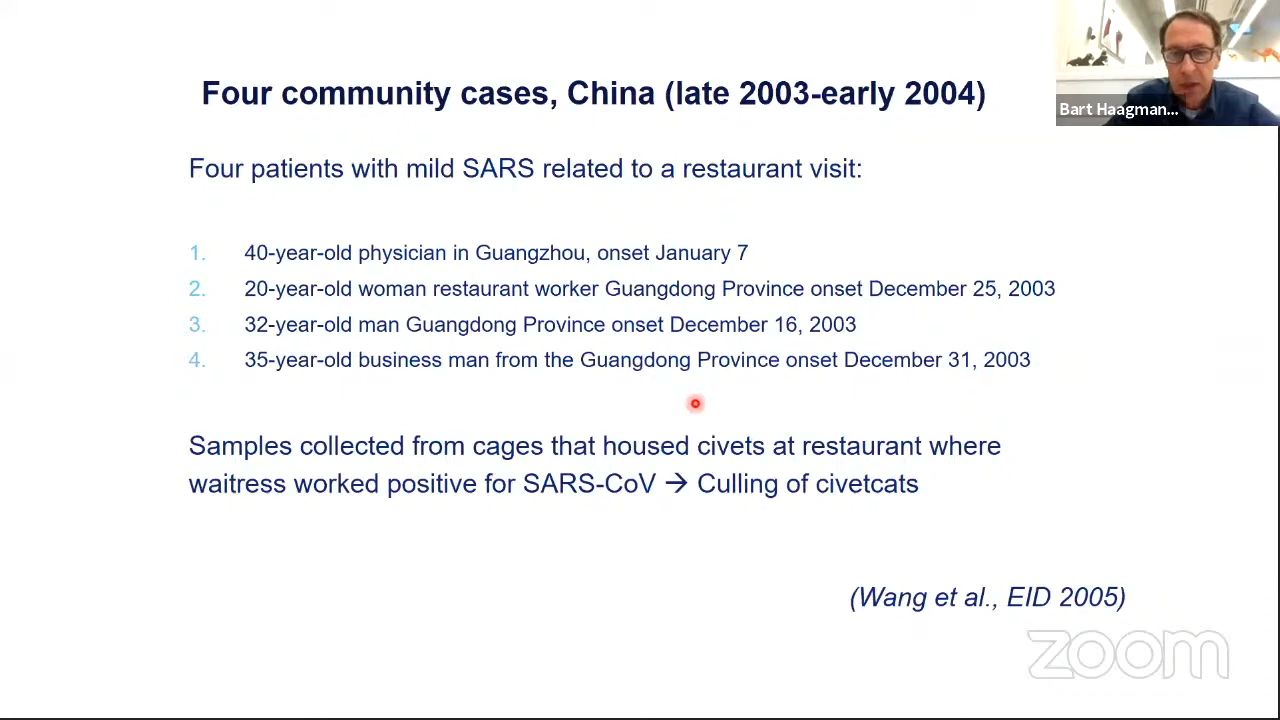 Four community cases, China (late 2003-early 2004)
Bart Haagman...
Four patients with mild SARS related to a restaurant visit:
1. 40-year-old physician in Guangzhou, onset January 7
2. 20-year-old woman restaurant worker Guangdong Province onset December 25, 2003
3. 32-year-old man Guangdong Province onset December 16, 2003
4. 35-year-old business man from the Guangdong Province onset December 31, 2003
Samples collected from cages that housed civets at restaurant where
waitress worked positive for SARS-CoV → Culling of civetcats
(Wang et al., EID 2005)
zoom